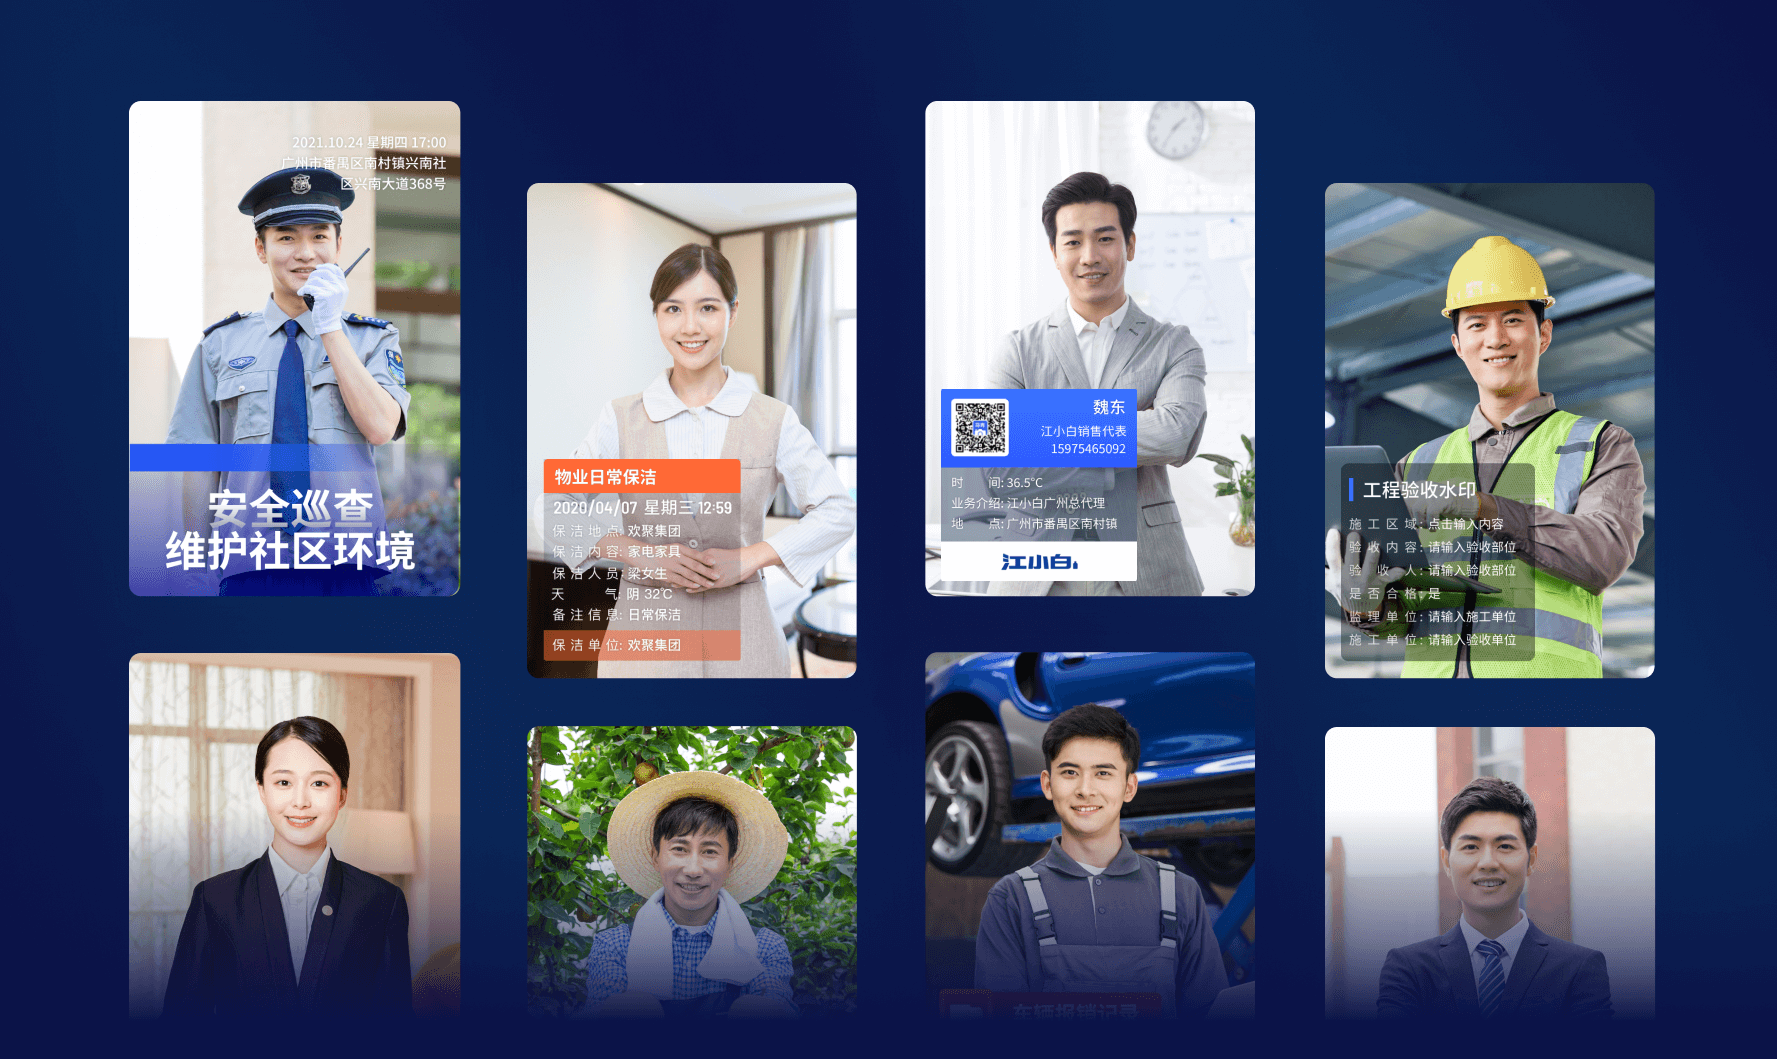 2021.10.24 星期四 17:00
广州市番禺区南村镇兴南社
区兴南大道368号
安全巡查
维护社区环境
物业日常保洁
2020/04/07 星期三 12:59
保洁地点: 欢聚集团
保洁内容: 家电家具
保洁人员: 梁女生
天 气: 阴 32℃
备注信息: 日常保洁
保洁单位: 欢聚集团
魏东
江小白销售代表
15975465092
时 间: 36.5℃
业务介绍: 江小白广州总代理
地 点: 广州市番禺区南村镇
江小白
工程验收水印
施工区域: 点击输入内容
验收内容: 请输入验收部位
验 收 人: 请输入验收部位
是否合格: 是
监理单位: 请输入施工单位
施工单位: 请输入验收单位
车辆报销记录